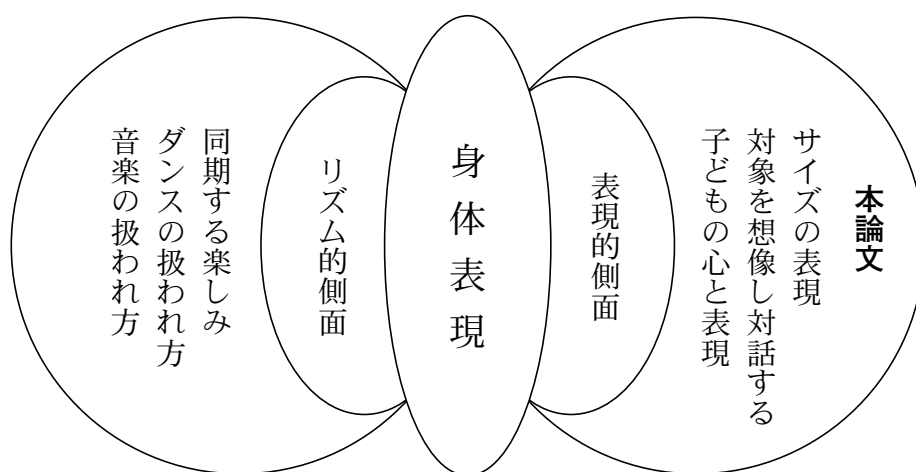 本論文
サイズの表現
対象を想像し対話する
子どもの心と表現
表現的側面
身体表現
リズム的側面
同期する楽しみ
ダンスの扱われ方
音楽の扱われ方